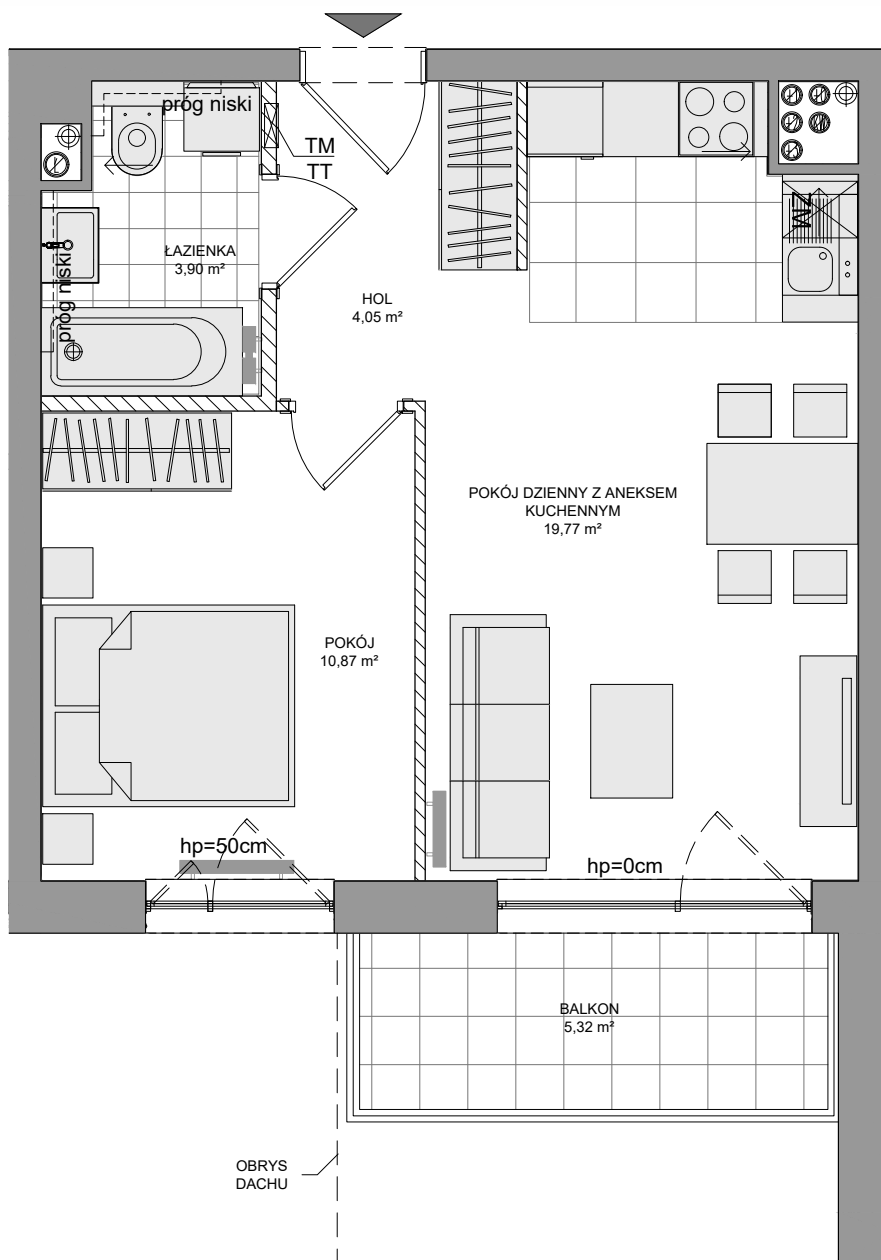 próg niski
TM
TT
ŁAZIENKA
3,90 m²
próg niski
ZM
HOL
4,05 m²
POKÓJ DZIENNY Z ANEKSEM
KUCHENNYM
19,77 m²
POKÓJ
10,87 m²
hp=50cm
hp=0cm
BALKON
5,32 m²
OBRYS
DACHU